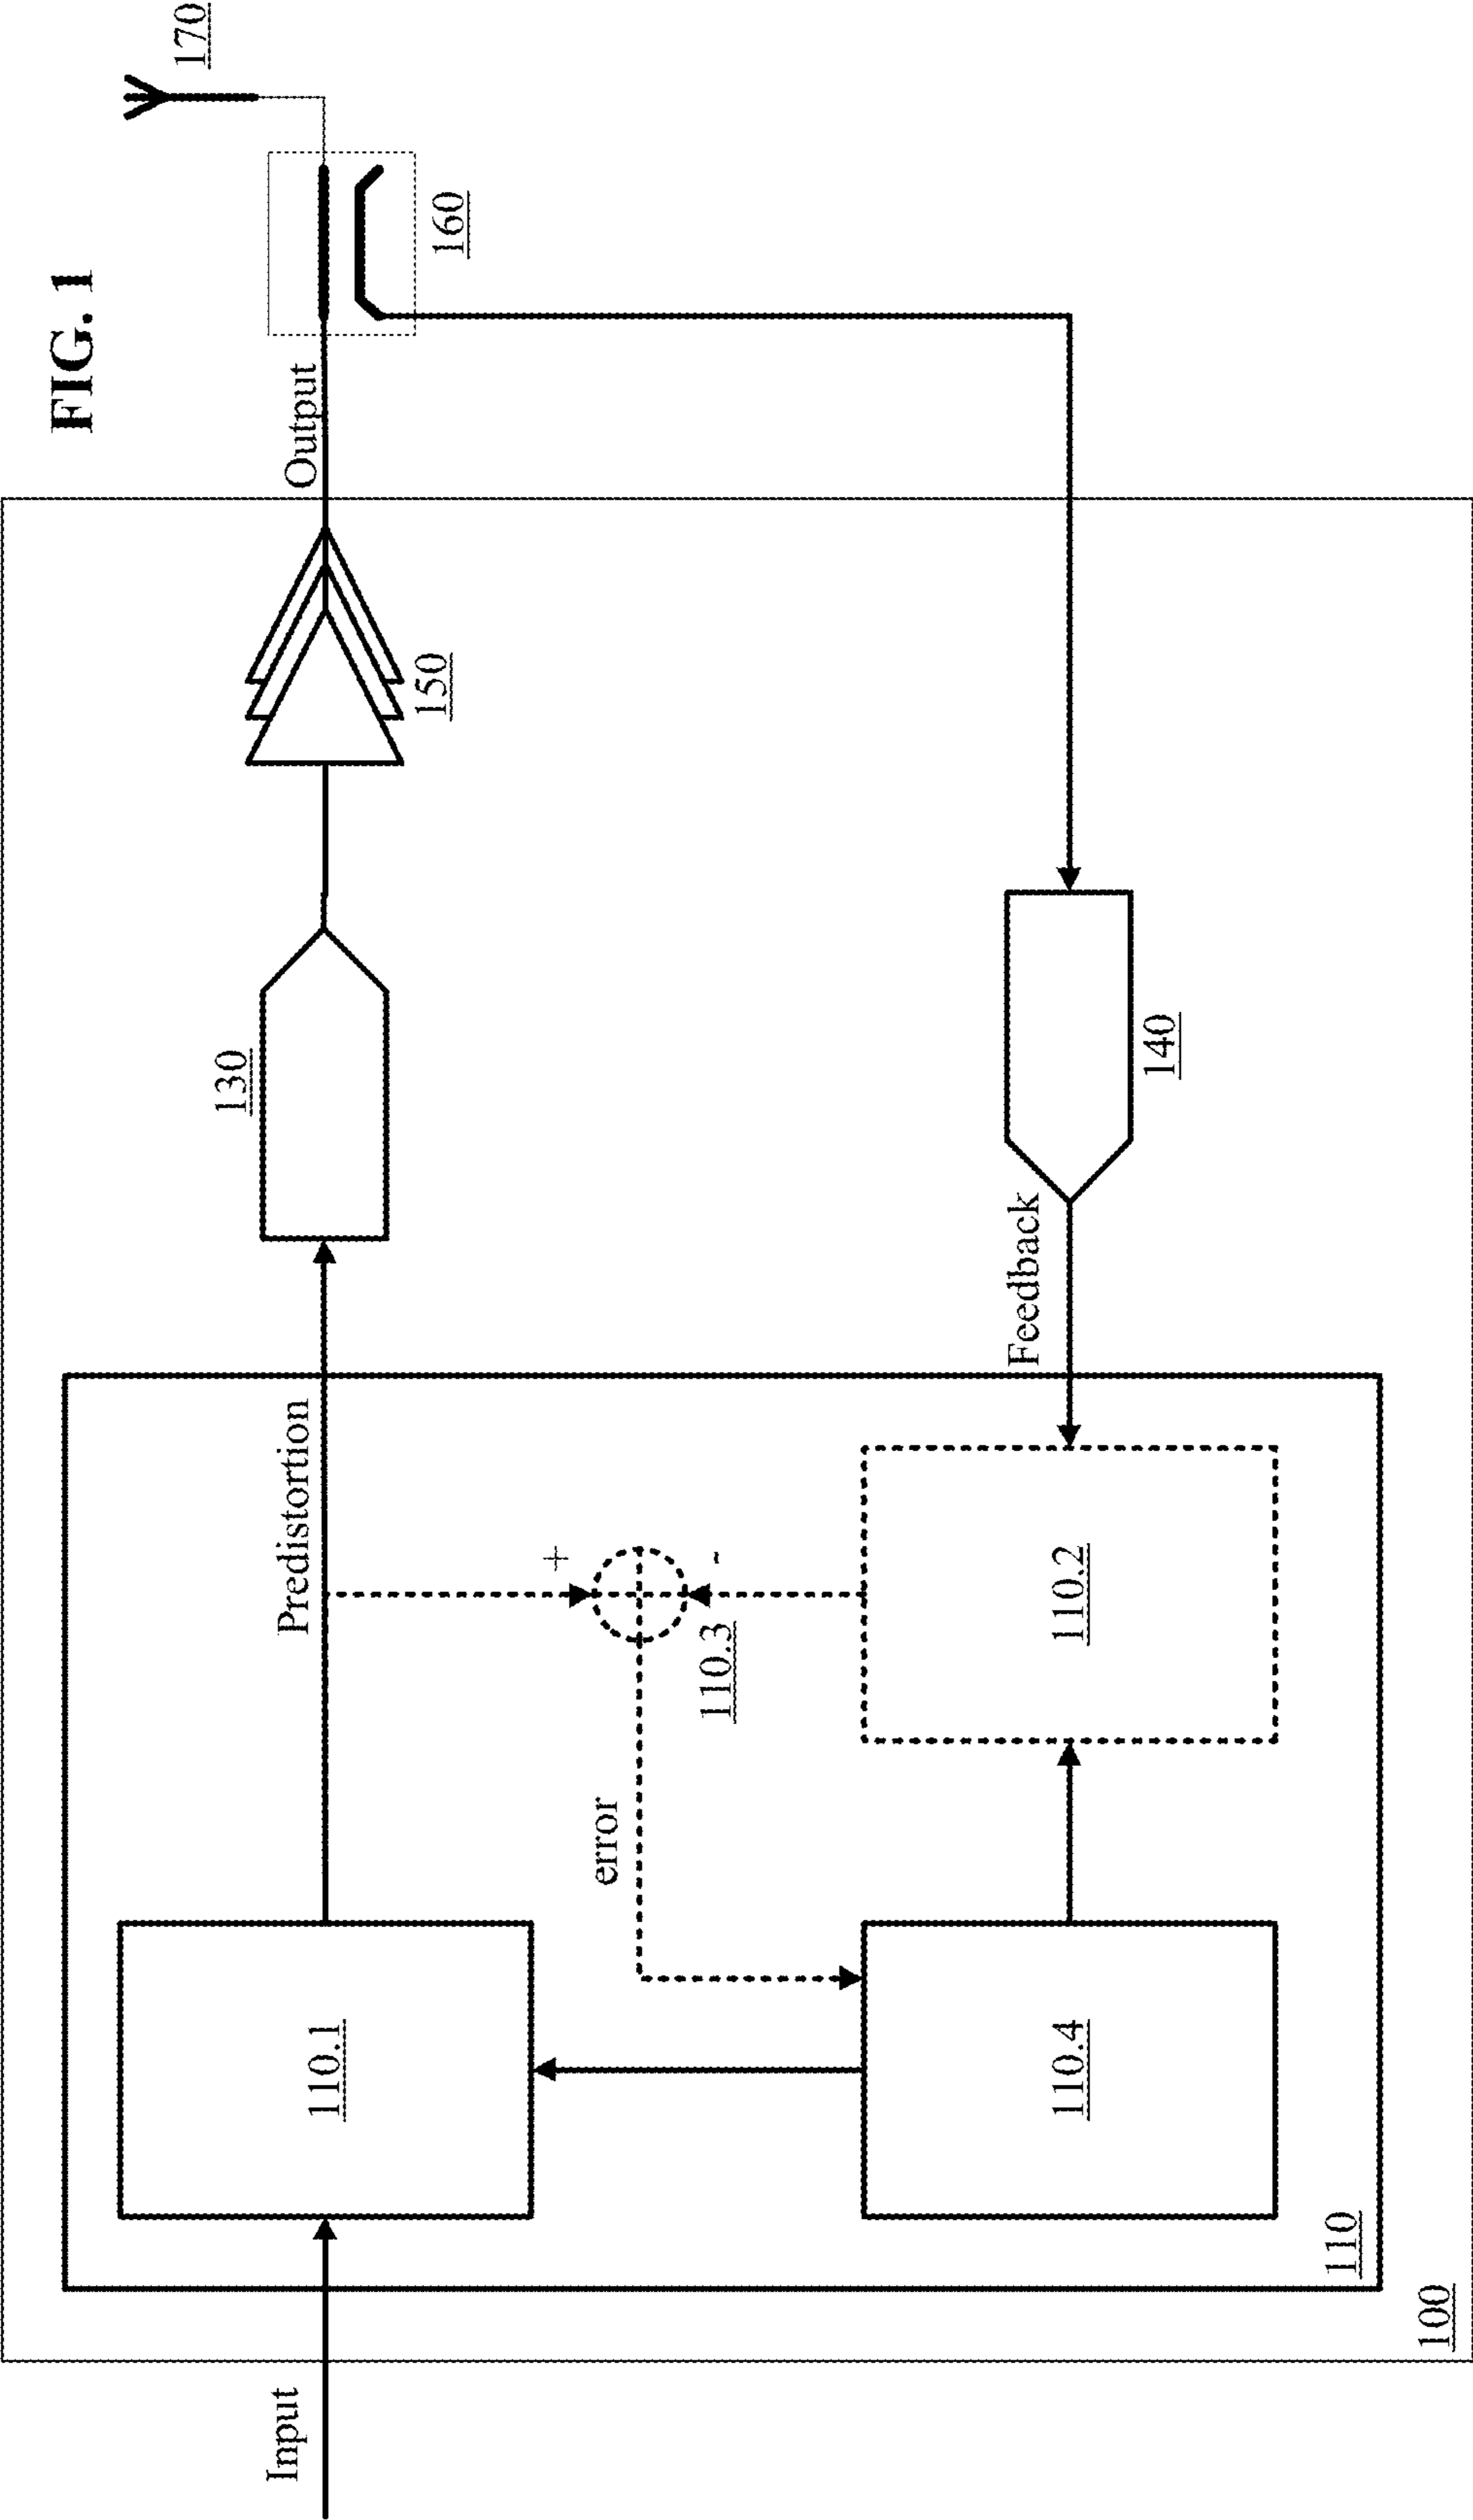 FIG. 1
170
Output
160
150
130
Predistortion
Feedback
140
+
-
110.3
error
110.1
110.2
110.4
110
100
Input